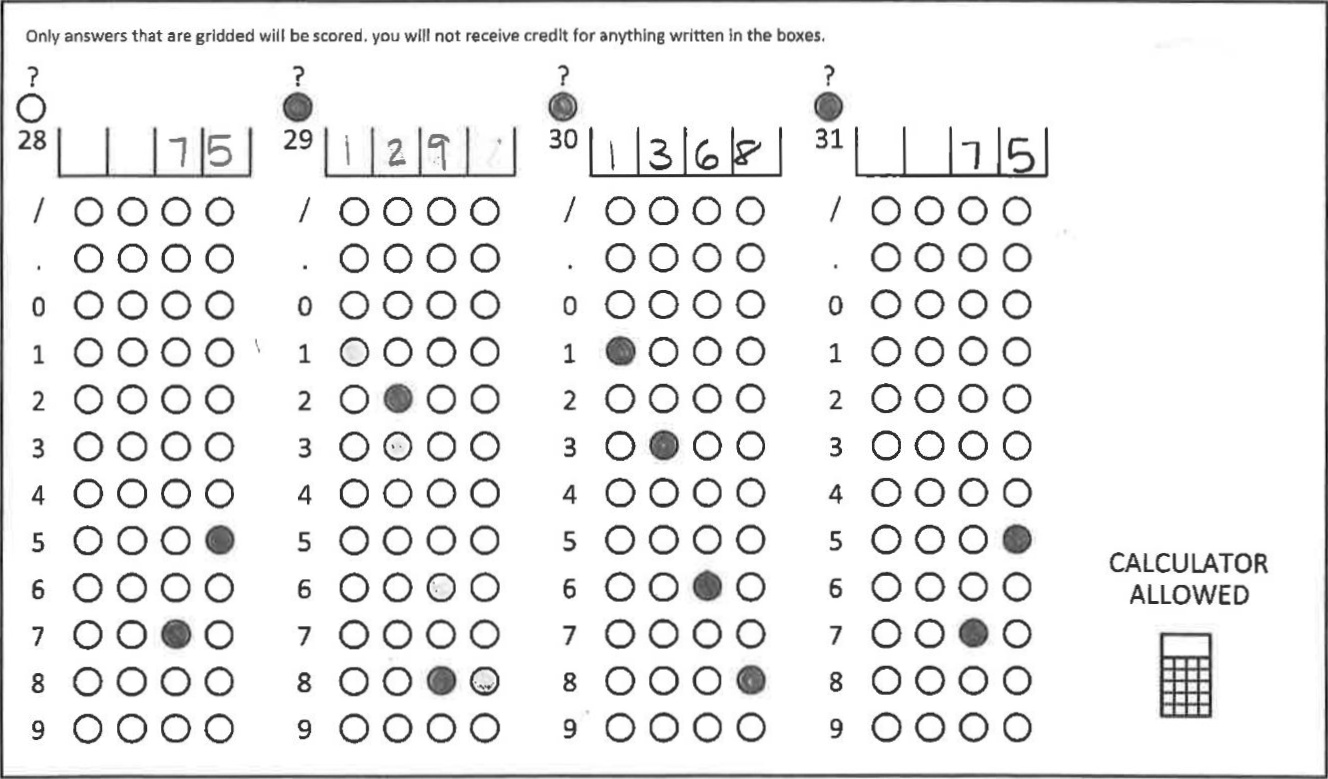 Only answers that are gridded will be scored. you will not receive credit for anything written in the boxes.
? ? ? ?
28 7 5 29 1 2 9 30 1 3 6 8 31 7 5
/ / / /
. . . .
0 0 0 0
1 1 1 1
2 2 2 2
3 3 3 3
4 4 4 4
5 5 5 5
6 6 6 6
7 7 7 7
8 8 8 8
9 9 9 9
CALCULATOR
ALLOWED